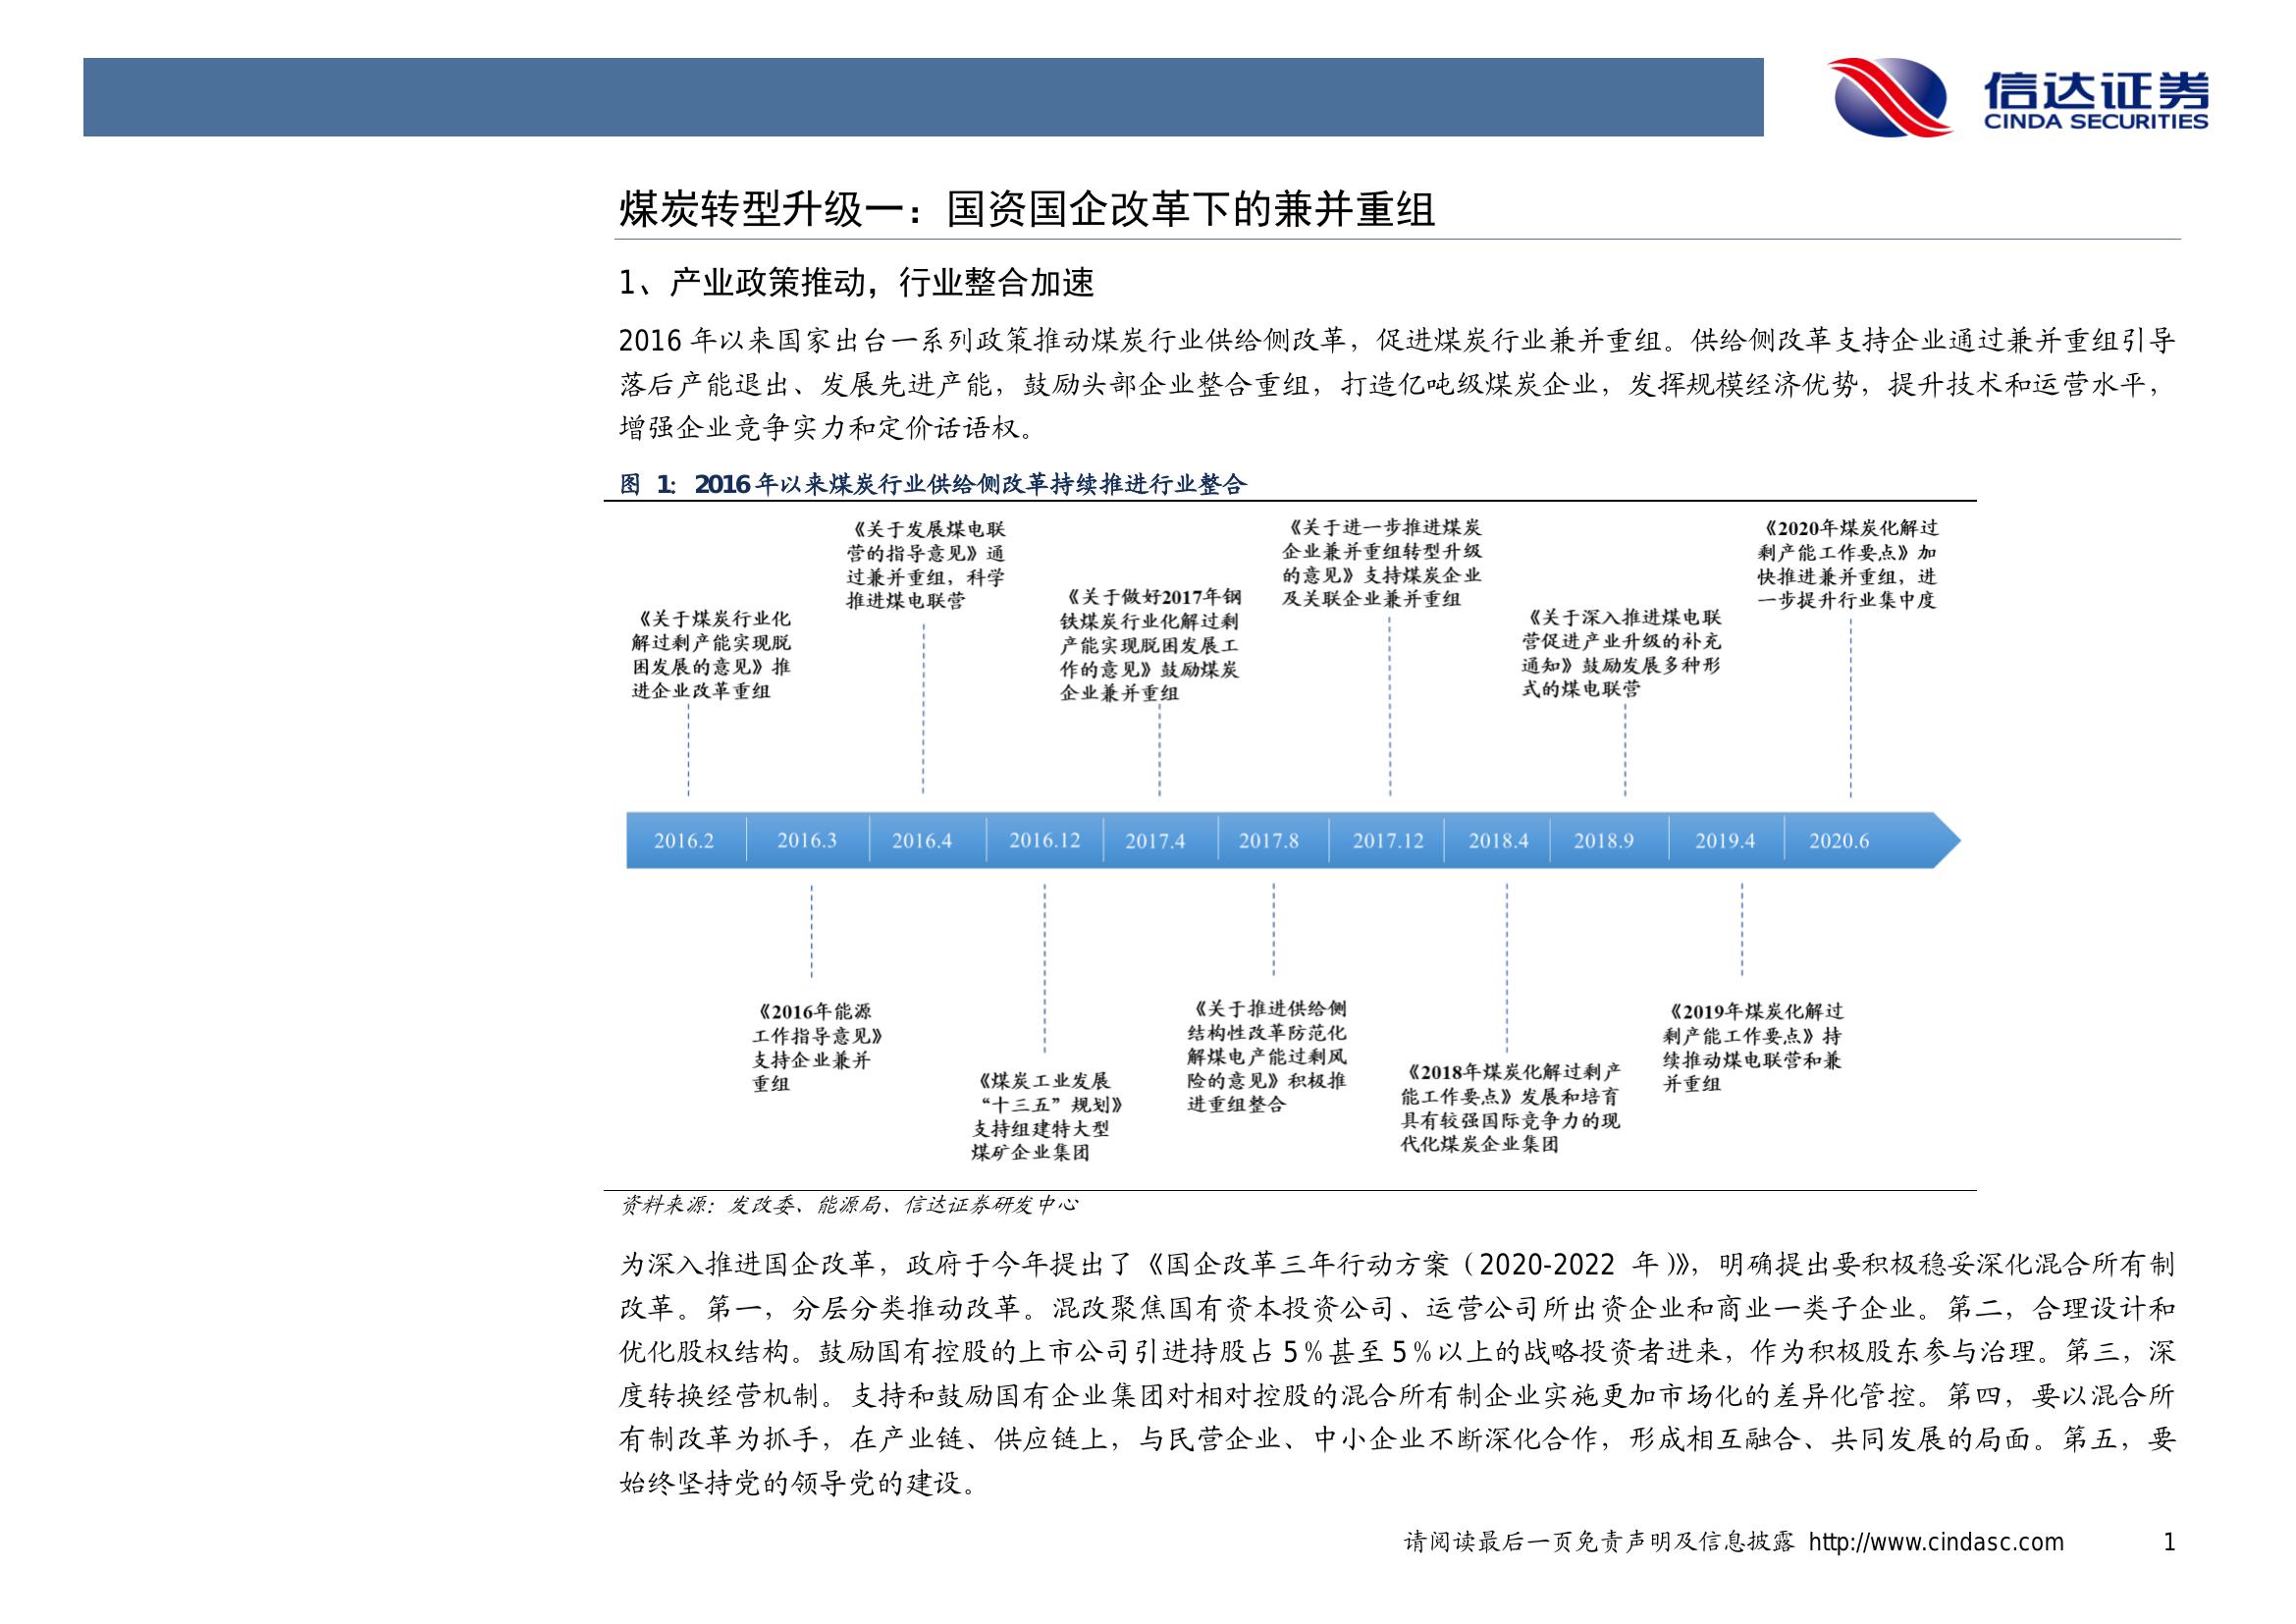 信达证券
CINDA SECURITIES
煤炭转型升级一：国资国企改革下的兼并重组
1、产业政策推动，行业整合加速
2016 年以来国家出台一系列政策推动煤炭行业供给侧改革，促进煤炭行业兼并重组。供给侧改革支持企业通过兼并重组引导
落后产能退出、发展先进产能，鼓励头部企业整合重组，打造亿吨级煤炭企业，发挥规模经济优势，提升技术和运营水平，
增强企业竞争实力和定价话语权。
图 1: 2016 年以来煤炭行业供给侧改革持续推进行业整合
《关于煤炭行业化
解过剩产能实现脱
困发展的意见》推
进企业改革重组
《关于发展煤电联
营的指导意见》通
过兼并重组，科学
推进煤电联营
《关于做好2017年钢
铁煤炭行业化解过剩
产能实现脱困发展工
作的意见》鼓励煤炭
企业兼并重组
《关于进一步推进煤炭
企业兼并重组转型升级
的意见》支持煤炭企业
及关联企业兼并重组
《关于深入推进煤电联
营促进产业升级的补充
通知》鼓励发展多种形
式的煤电联营
《2020年煤炭化解过
剩产能工作要点》加
快推进兼并重组，进
一步提升行业集中度
2016.2 2016.3 2016.4 2016.12 2017.4 2017.8 2017.12 2018.4 2018.9 2019.4 2020.6
《2016年能源
工作指导意见》
支持企业兼并
重组
《煤炭工业发展
“十三五”规划》
支持组建特大型
煤矿企业集团
《关于推进供给侧
结构性改革防范化
解煤电产能过剩风
险的意见》积极推
进重组整合
《2018年煤炭化解过剩产
能工作要点》发展和培育
具有较强国际竞争力的现
代化煤炭企业集团
《2019年煤炭化解过
剩产能工作要点》持
续推动煤电联营和兼
并重组
资料来源：发改委、能源局、信达证券研发中心
为深入推进国企改革，政府于今年提出了《国企改革三年行动方案（2020-2022 年）》，明确提出要积极稳妥深化混合所有制
改革。第一，分层分类推动改革。混改聚焦国有资本投资公司、运营公司所出资企业和商业一类子企业。第二，合理设计和
优化股权结构。鼓励国有控股的上市公司引进持股占 5%甚至 5%以上的战略投资者进来，作为积极股东参与治理。第三，深
度转换经营机制。支持和鼓励国有企业集团对相对控股的混合所有制企业实施更加市场化的差异化管控。第四，要以混合所
有制改革为抓手，在产业链、供应链上，与民营企业、中小企业不断深化合作，形成相互融合、共同发展的局面。第五，要
始终坚持党的领导党的建设。
请阅读最后一页免责声明及信息披露 http://www.cindasc.com 1